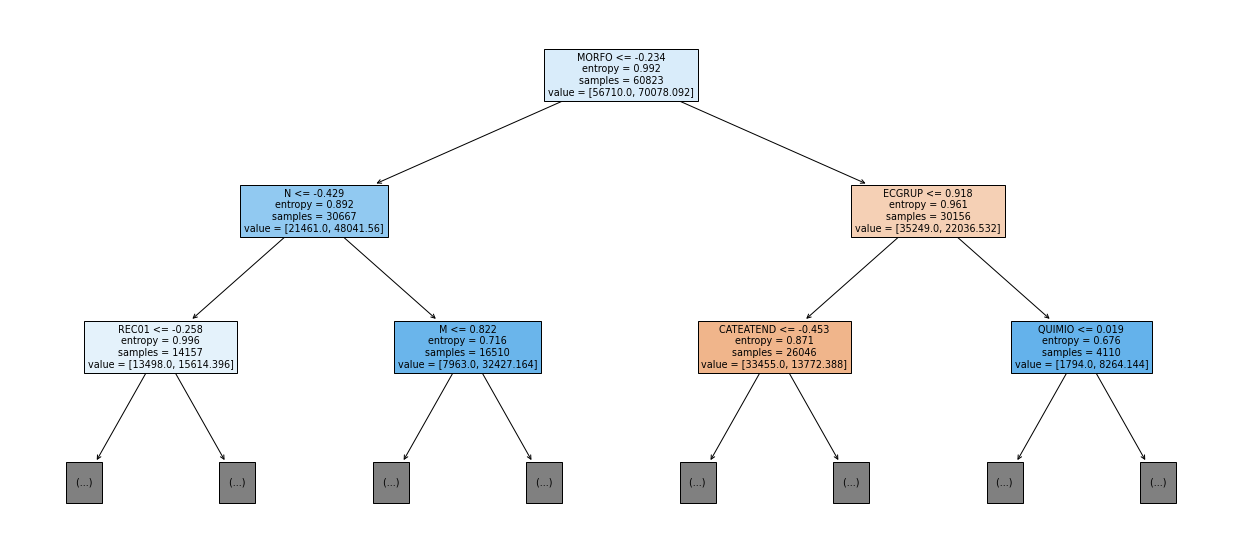 MORFO <= -0.234
entropy = 0.992
samples = 60823
value = [56710.0, 70078.092]
N <= -0.429
entropy = 0.892
samples = 30667
value = [21461.0, 48041.56]
ECGRUP <= 0.918
entropy = 0.961
samples = 30156
value = [35249.0, 22036.532]
REC01 <= -0.258
entropy = 0.996
samples = 14157
value = [13498.0, 15614.396]
M <= 0.822
entropy = 0.716
samples = 16510
value = [7963.0, 32427.164]
CATEATEND <= -0.453
entropy = 0.871
samples = 26046
value = [33455.0, 13772.388]
QUIMIO <= 0.019
entropy = 0.676
samples = 4110
value = [1794.0, 8264.144]
(...)
(...)
(...)
(...)
(...)
(...)
(...)
(...)